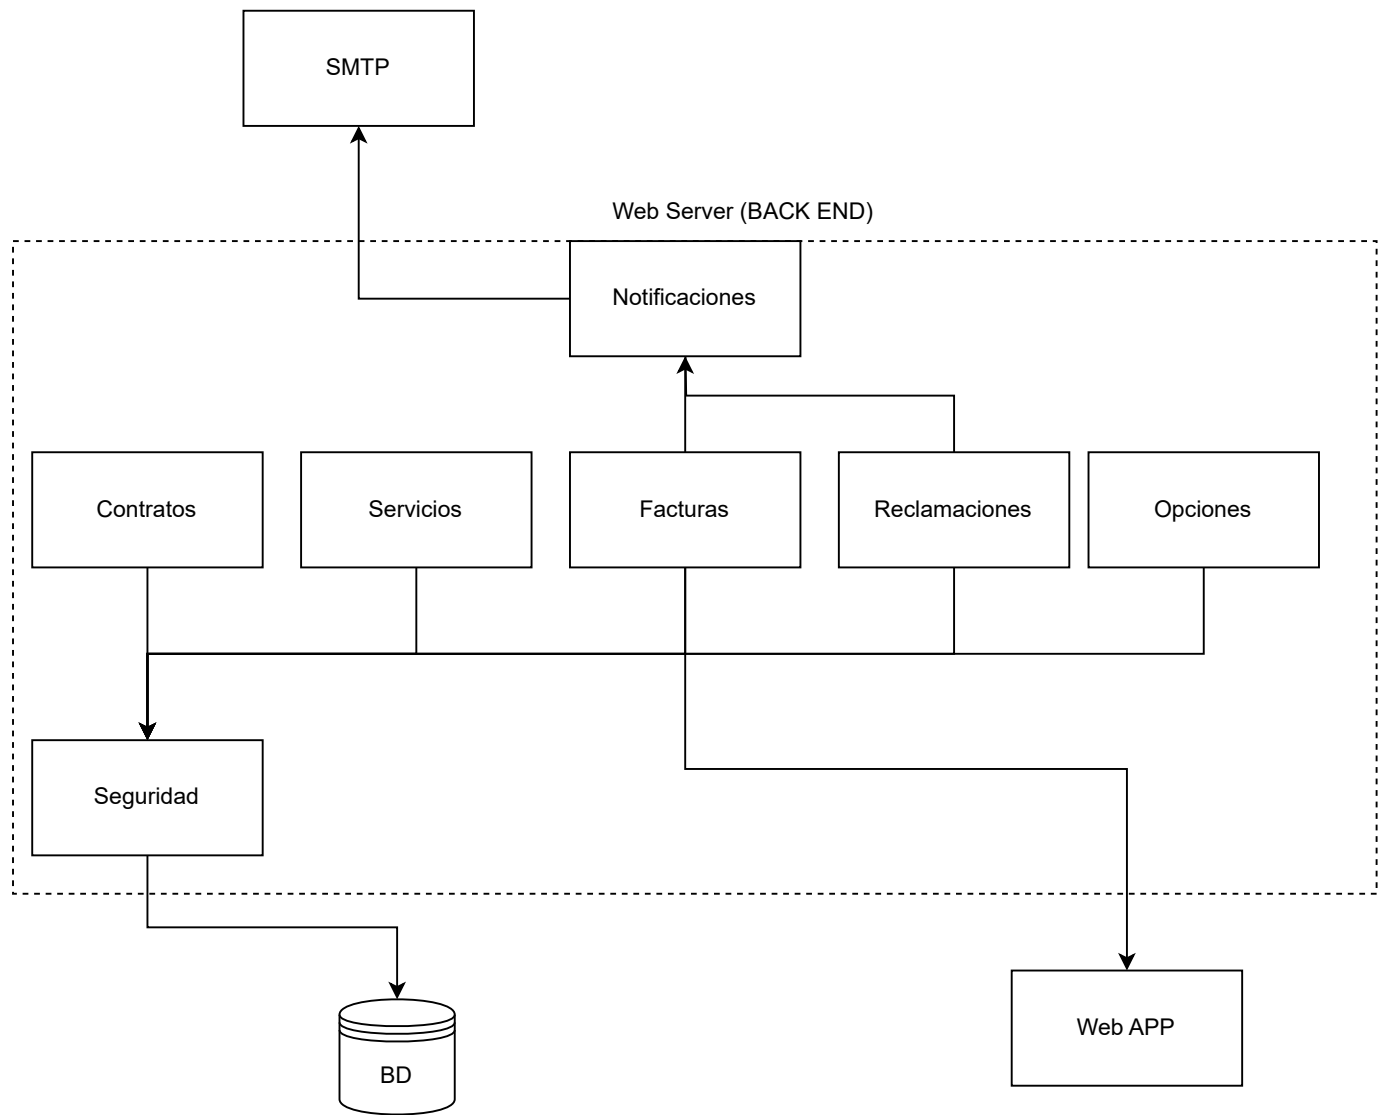 SMTP
Web Server (BACK END)
Notificaciones
Contratos
Servicios
Facturas
Reclamaciones
Opciones
Seguridad
Web APP
BD